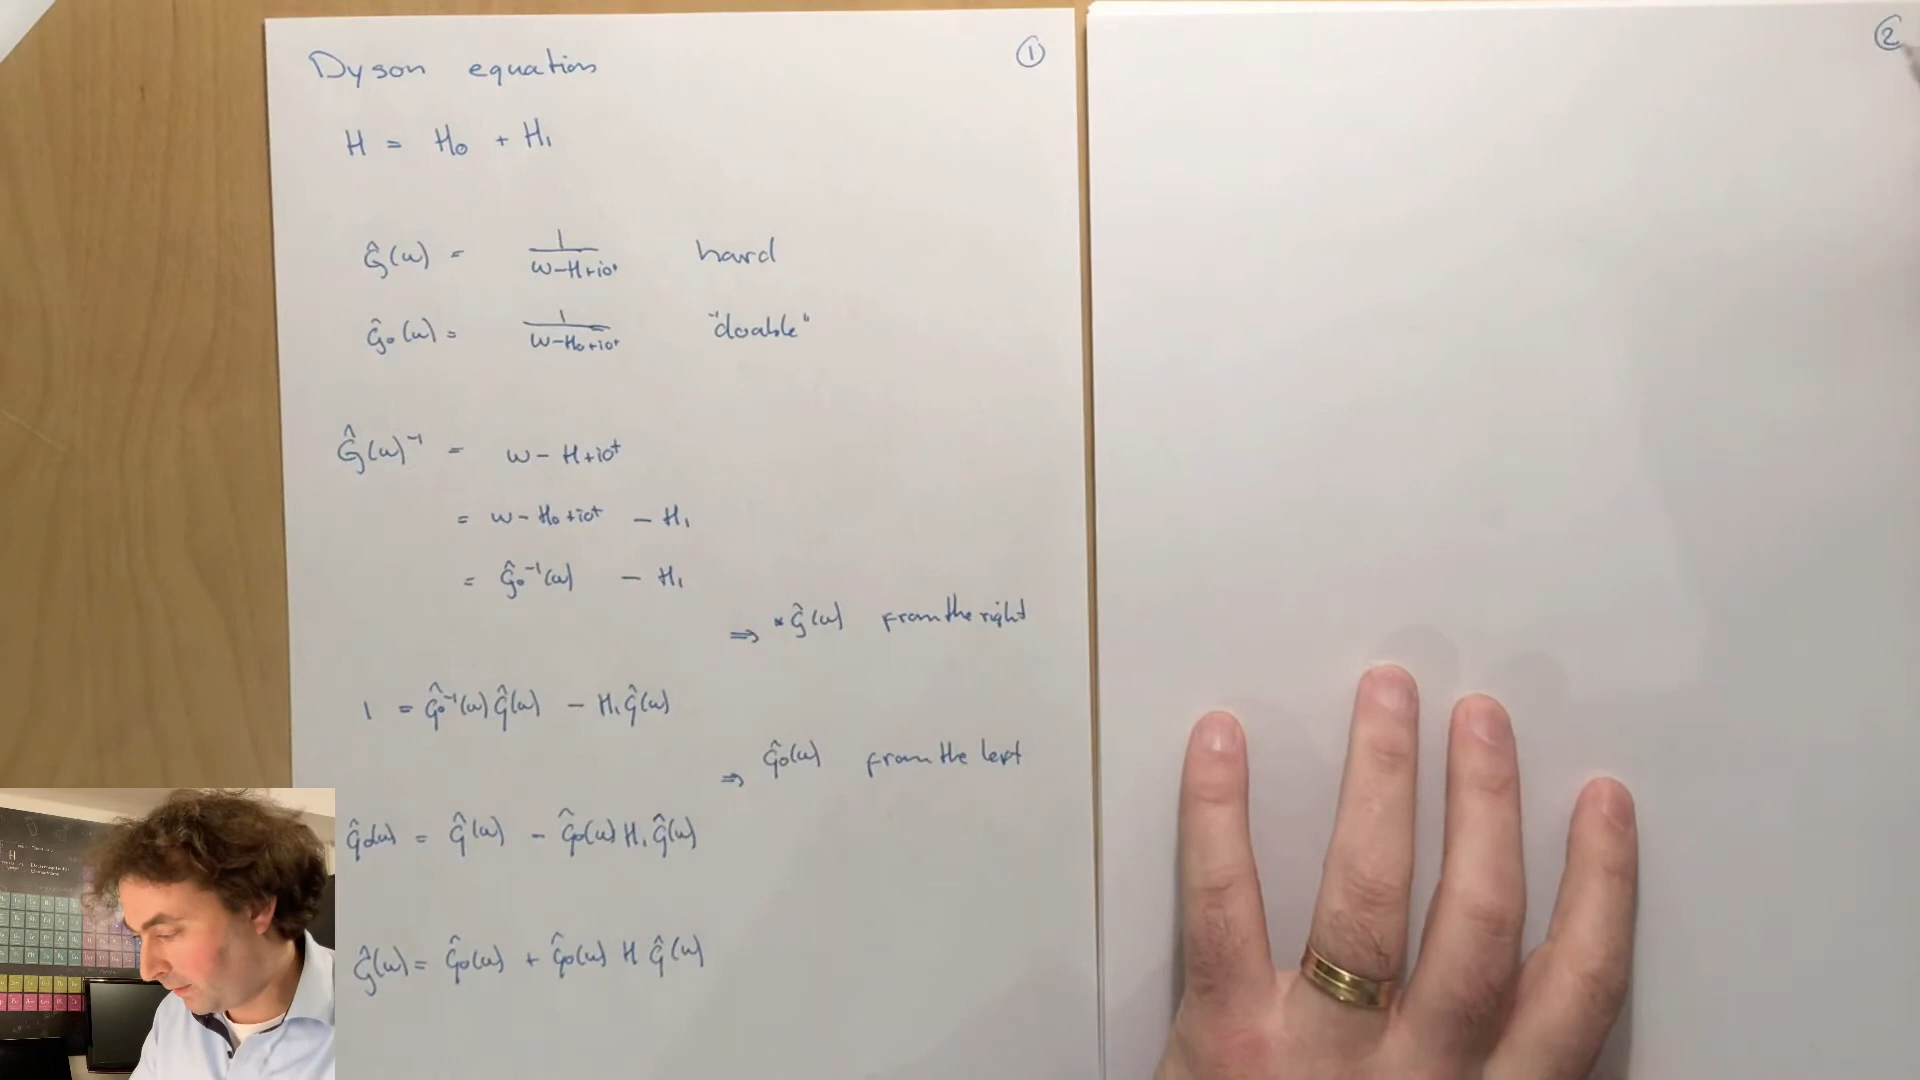 Dyson equation ①
H = H₀ + H₁
Ĝ(ω) = 1/(ω-H+i0⁺) hard
Ĝ₀(ω) = 1/(ω-H₀+i0⁺) "doable"
Ĝ(ω)⁻¹ = ω - H+i0⁺
= ω - H₀+i0⁺ - H₁
= Ĝ₀⁻¹(ω) - H₁
⇒ *Ĝ(ω) from the right
1 = Ĝ₀⁻¹(ω) Ĝ(ω) - H₁Ĝ(ω)
⇒ Ĝ₀(ω) from the left
Ĝ₀(ω) = Ĝ(ω) - Ĝ₀(ω) H₁ Ĝ(ω)
Ĝ(ω) = Ĝ₀(ω) + Ĝ₀(ω) H Ĝ(ω)
②
H